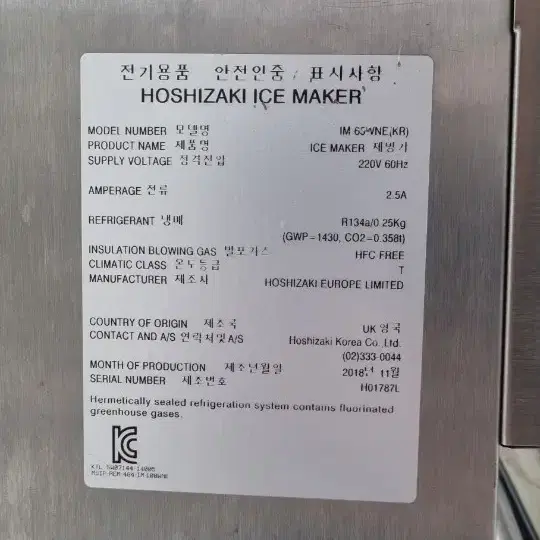 전기용품 안전인증 / 표시사항
HOSHIZAKI ICE MAKER
MODEL NUMBER 모델명 IM 65WNE(KR)
PRODUCT NAME 제품명 ICE MAKER 제빙기
SUPPLY VOLTAGE 정격전압 220V 60Hz
AMPERAGE 전류 2.5A
REFRIGERANT 냉매 R134a/0.25Kg
(GWP=1430, CO2=0.358t)
INSULATION BLOWING GAS 발포가스 HFC FREE
CLIMATIC CLASS 온도등급 T
MANUFACTURER 제조사 HOSHIZAKI EUROPE LIMITED
COUNTRY OF ORIGIN 제조국 UK 영국
CONTACT AND A/S 연락처및A/S Hoshizaki Korea Co., Ltd.
(02)333-0044
MONTH OF PRODUCTION 제조년월일 2018년 11월
SERIAL NUMBER 제조번호 H01787L
Hermetically sealed refrigeration system contains fluorinated
greenhouse gases.